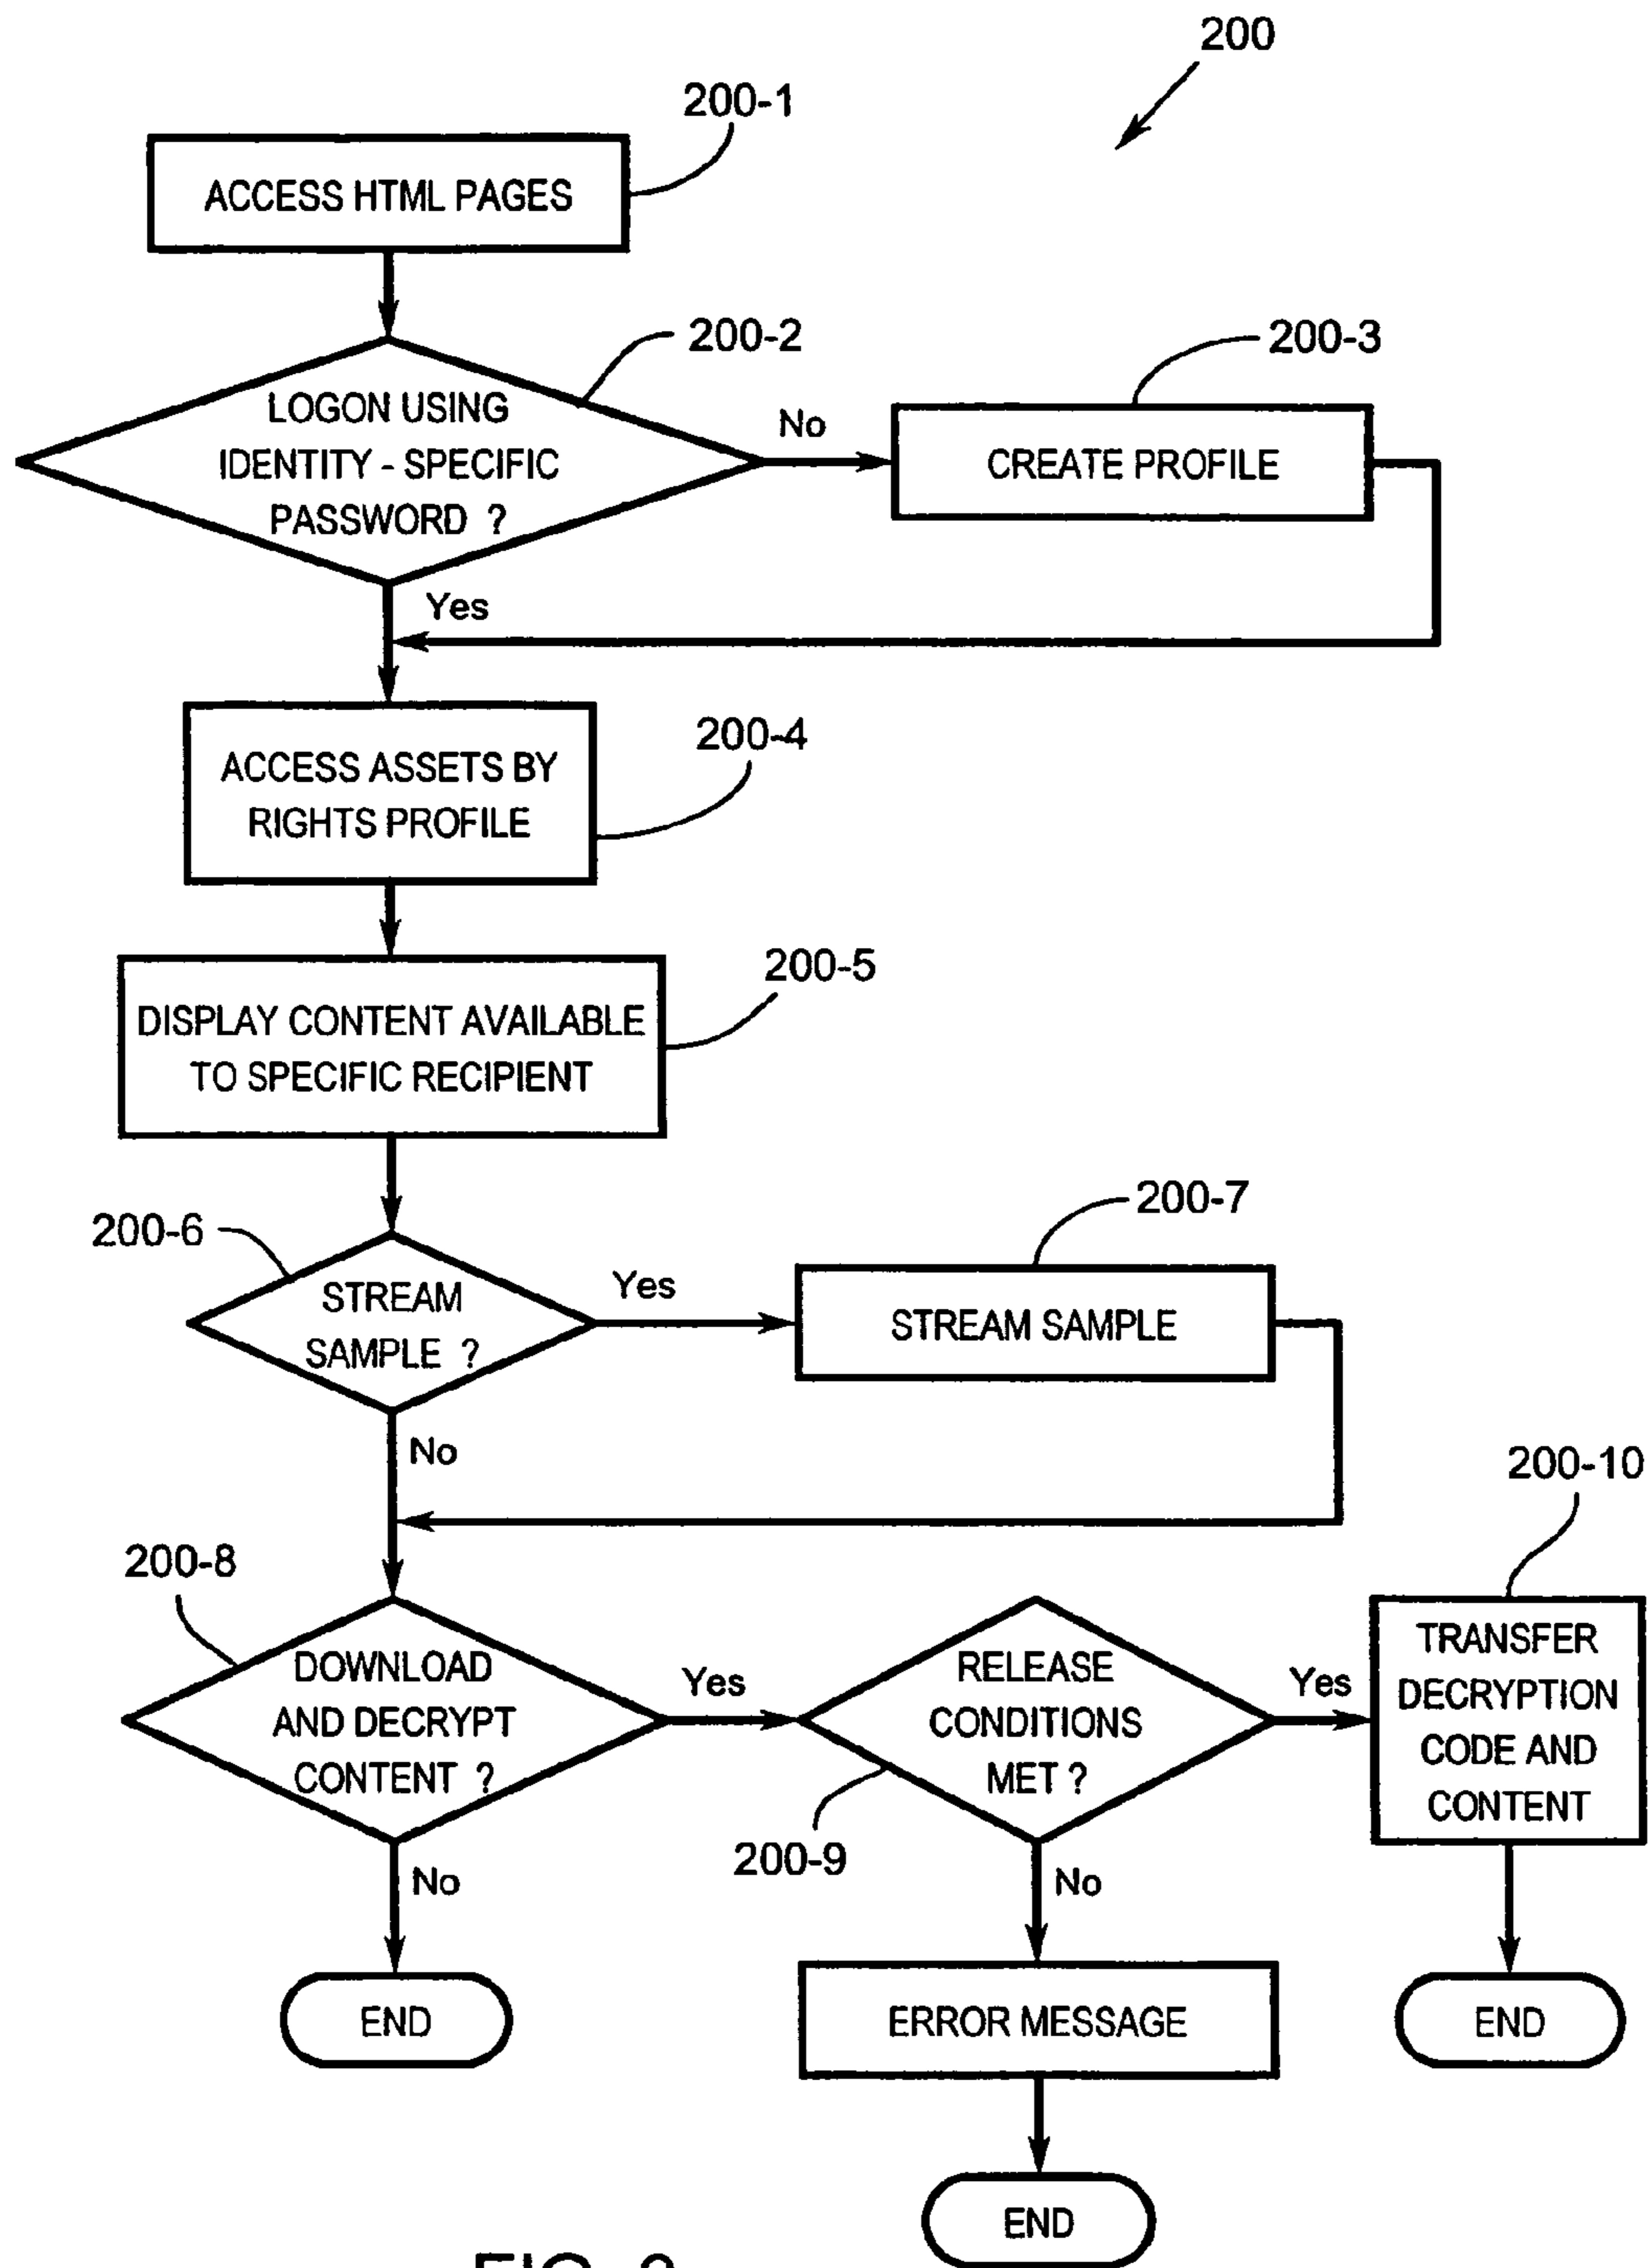 200
200-1
ACCESS HTML PAGES
200-2
LOGON USING
IDENTITY - SPECIFIC
PASSWORD ?
No
200-3
CREATE PROFILE
Yes
200-4
ACCESS ASSETS BY
RIGHTS PROFILE
200-5
DISPLAY CONTENT AVAILABLE
TO SPECIFIC RECIPIENT
200-6
STREAM
SAMPLE ?
Yes
200-7
STREAM SAMPLE
No
200-8
DOWNLOAD
AND DECRYPT
CONTENT ?
Yes
RELEASE
CONDITIONS
MET ?
200-9
Yes
200-10
TRANSFER
DECRYPTION
CODE AND
CONTENT
No
END
No
ERROR MESSAGE
END
END
FIG.